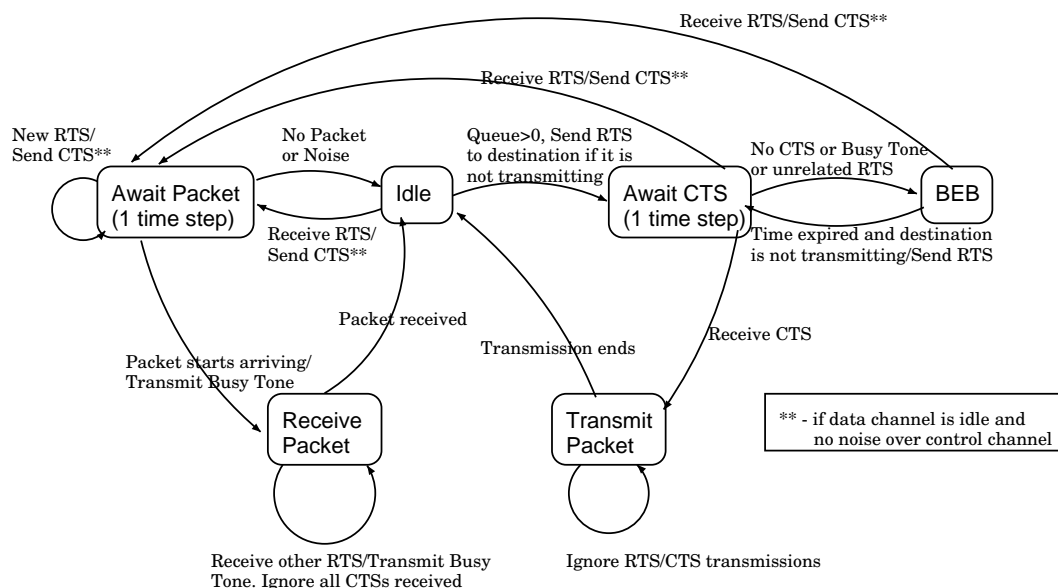 Receive RTS/Send CTS**
Receive RTS/Send CTS**
New RTS/
Send CTS**
No Packet
or Noise
Queue>0, Send RTS
to destination if it is
not transmitting
No CTS or Busy Tone
or unrelated RTS
Await Packet
(1 time step)
Idle
Await CTS
(1 time step)
BEB
Receive RTS/
Send CTS**
Time expired and destination
is not transmitting/Send RTS
Packet received
Receive CTS
Transmission ends
Packet starts arriving/
Transmit Busy Tone
Receive
Packet
Transmit
Packet
** - if data channel is idle and
no noise over control channel
Receive other RTS/Transmit Busy
Tone. Ignore all CTSs received
Ignore RTS/CTS transmissions